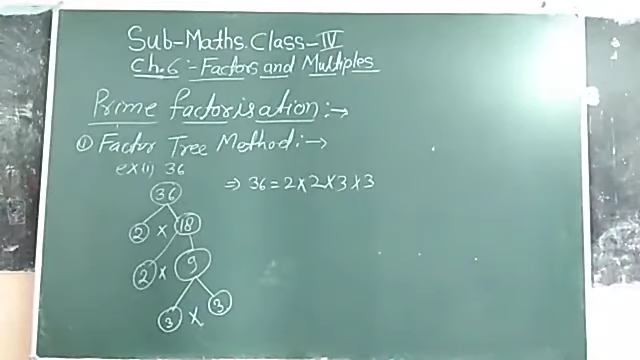 Sub-Maths. Class-IV
Ch.6:-Factors and Multiples
Prime factorisation:→
① Factor Tree Method:→
ex(i) 36
36
⇒ 36=2×2×3×3
2 × 18
2 × 9
3 × 3